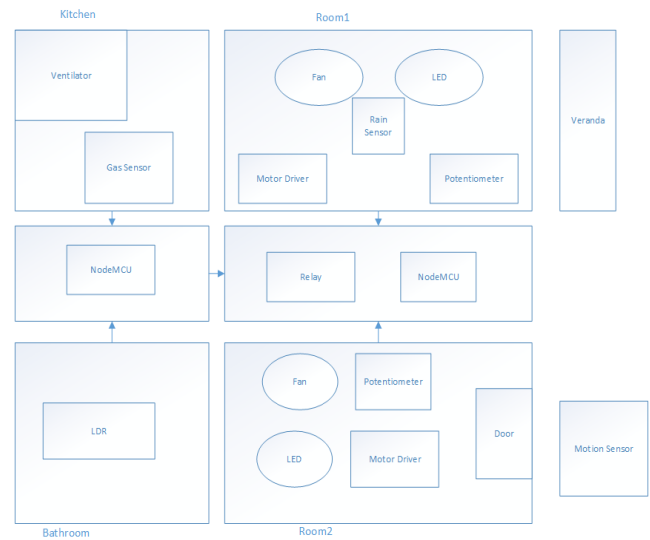 Kitchen
Room1
Ventilator
Fan
LED
Rain
Sensor
Veranda
Gas Sensor
Motor Driver
Potentiometer
NodeMCU
Relay
NodeMCU
Fan
Potentiometer
LDR
Door
LED
Motor Driver
Motion Sensor
Bathroom
Room2